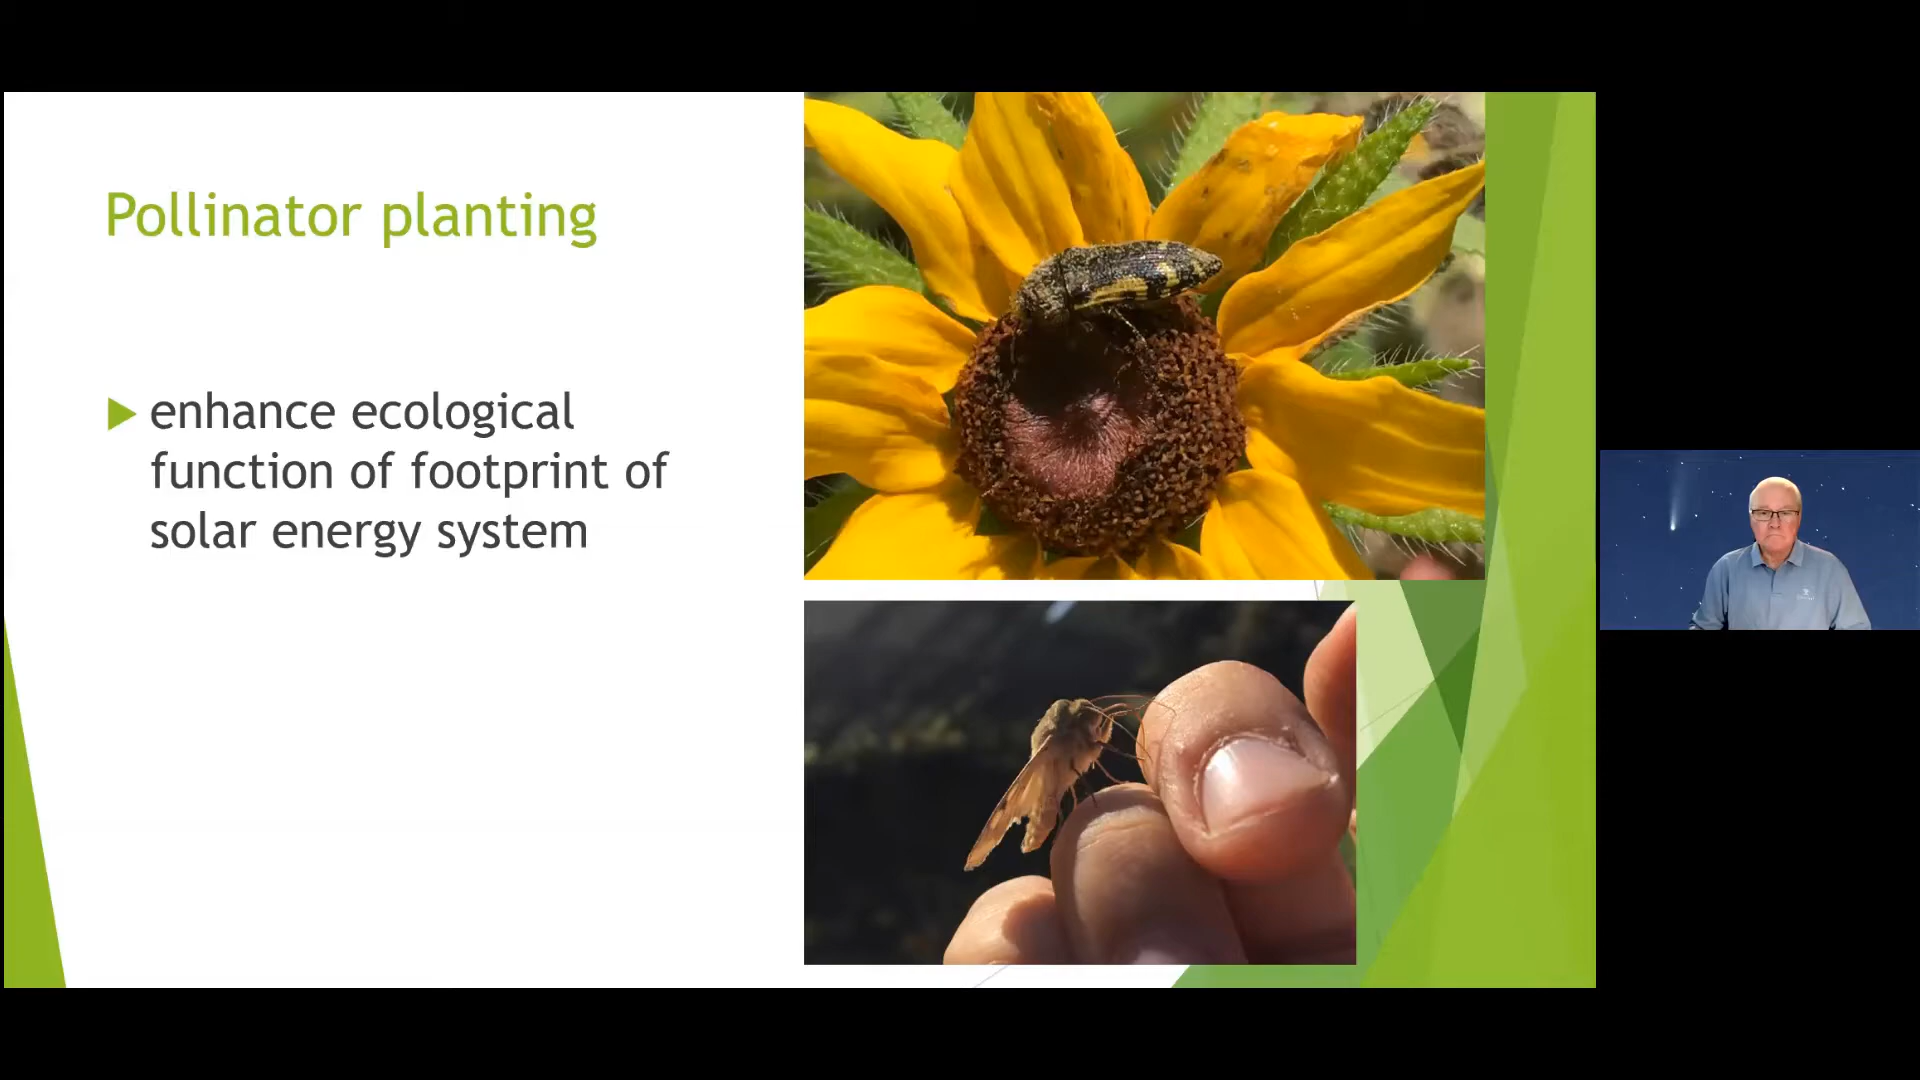 Pollinator planting
enhance ecological
function of footprint of
solar energy system